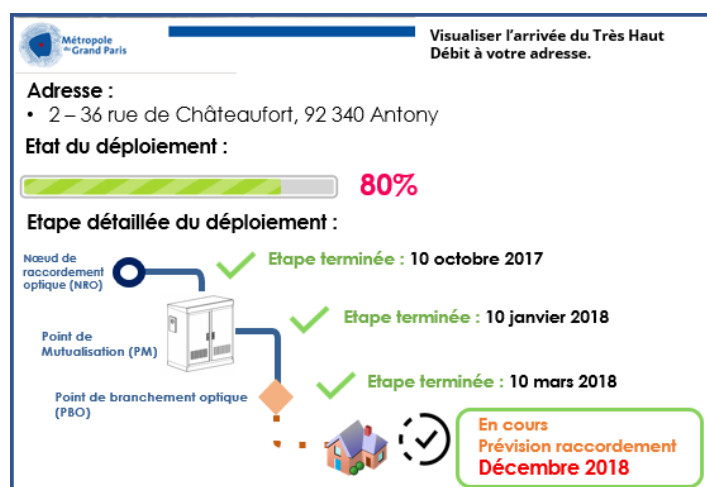 Métropole
du Grand Paris
Visualiser l'arrivée du Très Haut
Débit à votre adresse.
Adresse :
• 2 – 36 rue de Châteaufort, 92 340 Antony
Etat du déploiement :
80%
Etape détaillée du déploiement :
Nœud de
raccordement
optique (NRO)
Etape terminée : 10 octobre 2017
Point de
Mutualisation (PM)
Etape terminée : 10 janvier 2018
Point de branchement optique
(PBO)
Etape terminée : 10 mars 2018
En cours
Prévision raccordement
Décembre 2018